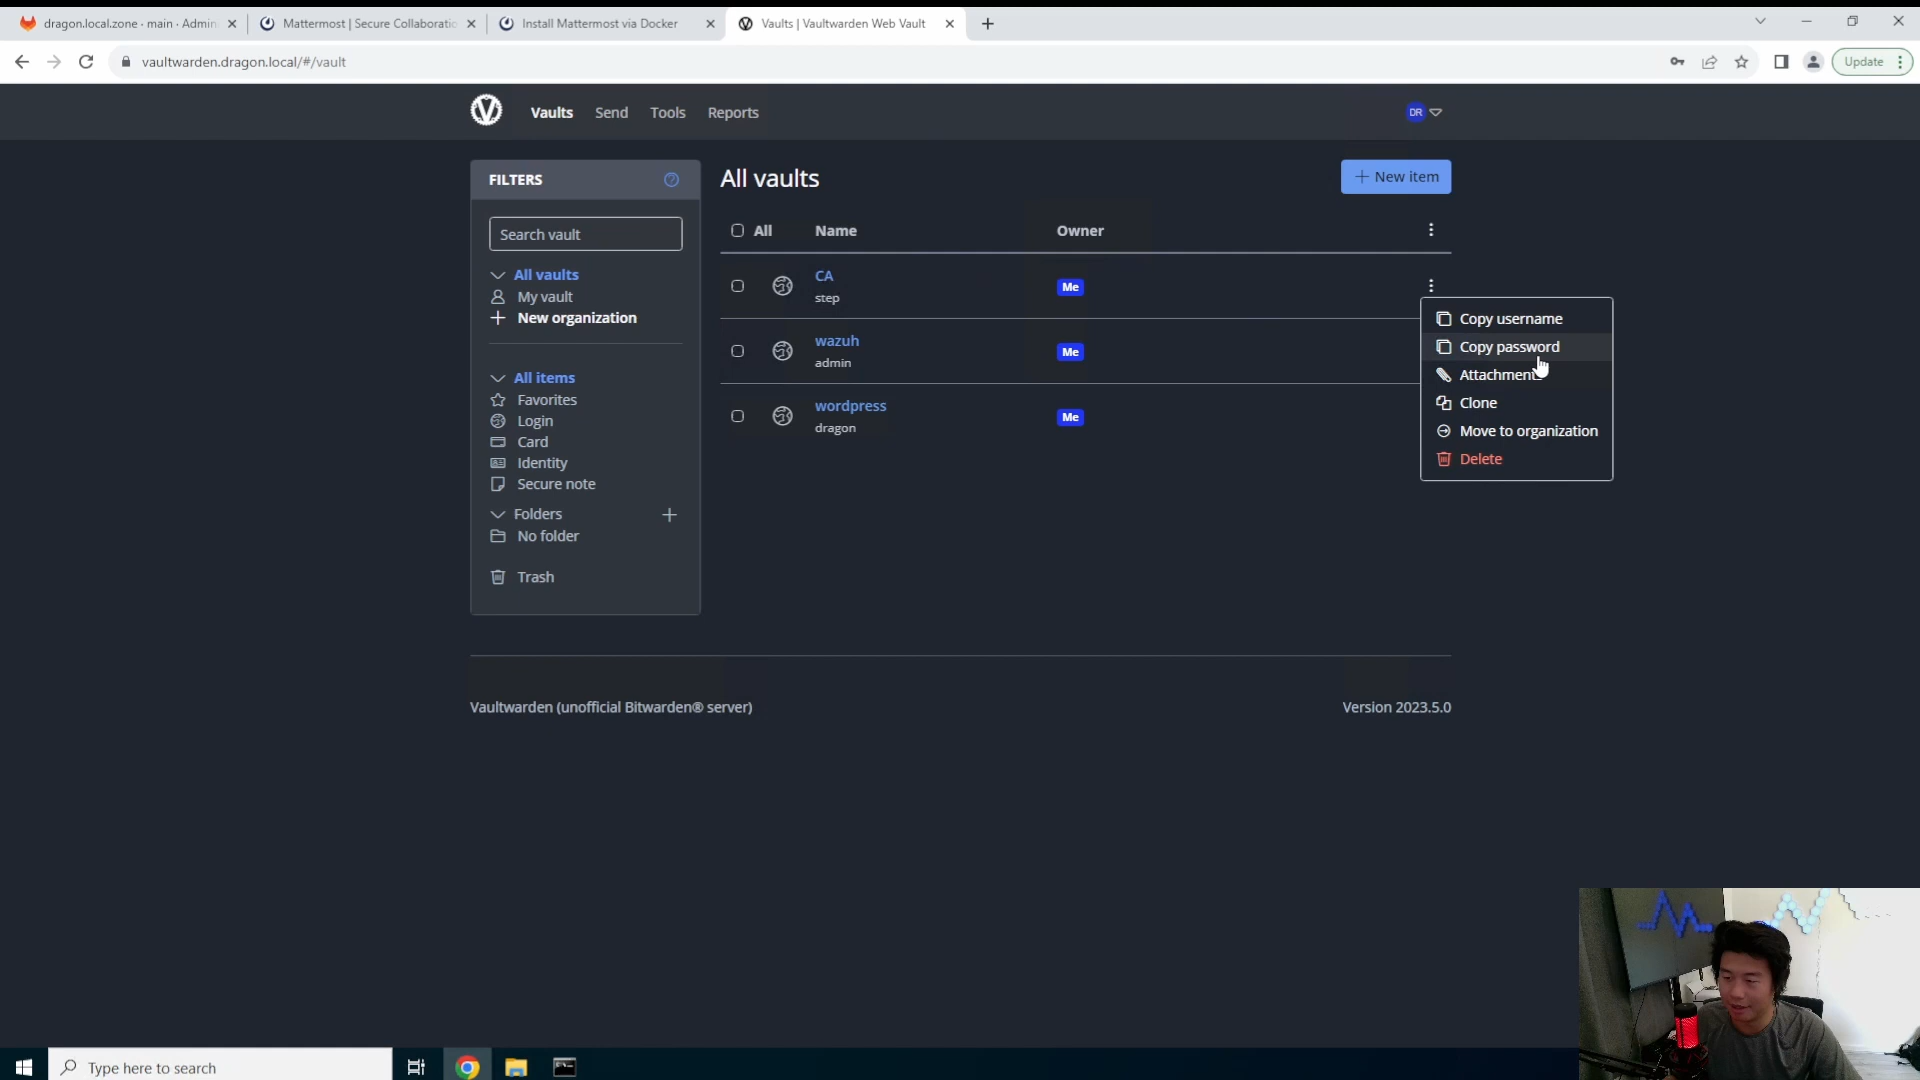 dragon.local.zone · main · Admin
Mattermost | Secure Collaboratio
Install Mattermost via Docker
Vaults | Vaultwarden Web Vault
vaultwarden.dragon.local/#/vault
Update
Vaults
Send
Tools
Reports
DR
FILTERS
Search vault
All vaults
My vault
New organization
All items
Favorites
Login
Card
Identity
Secure note
Folders
No folder
Trash
All vaults
New item
All
Name
Owner
CA
step
Me
wazuh
admin
Me
wordpress
dragon
Me
Copy username
Copy password
Attachments
Clone
Move to organization
Delete
Vaultwarden (unofficial Bitwarden® server)
Version 2023.5.0
Type here to search